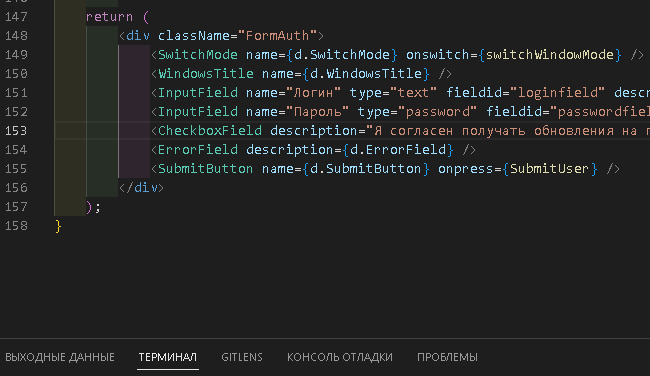 147 return (
148 <div className="FormAuth">
149 <SwitchMode name={d.SwitchMode} onswitch={switchWindowMode} />
150 <WindowsTitle name={d.WindowsTitle} />
151 <InputField name="Логин" type="text" fieldid="loginfield" descr
152 <InputField name="Пароль" type="password" fieldid="passwordfiel
153 <CheckboxField description="Я согласен получать обновления на п
154 <ErrorField description={d.ErrorField} />
155 <SubmitButton name={d.SubmitButton} onpress={SubmitUser} />
156 </div>
157 );
158 }
ВЫХОДНЫЕ ДАННЫЕ ТЕРМИНАЛ GITLENS КОНСОЛЬ ОТЛАДКИ ПРОБЛЕМЫ